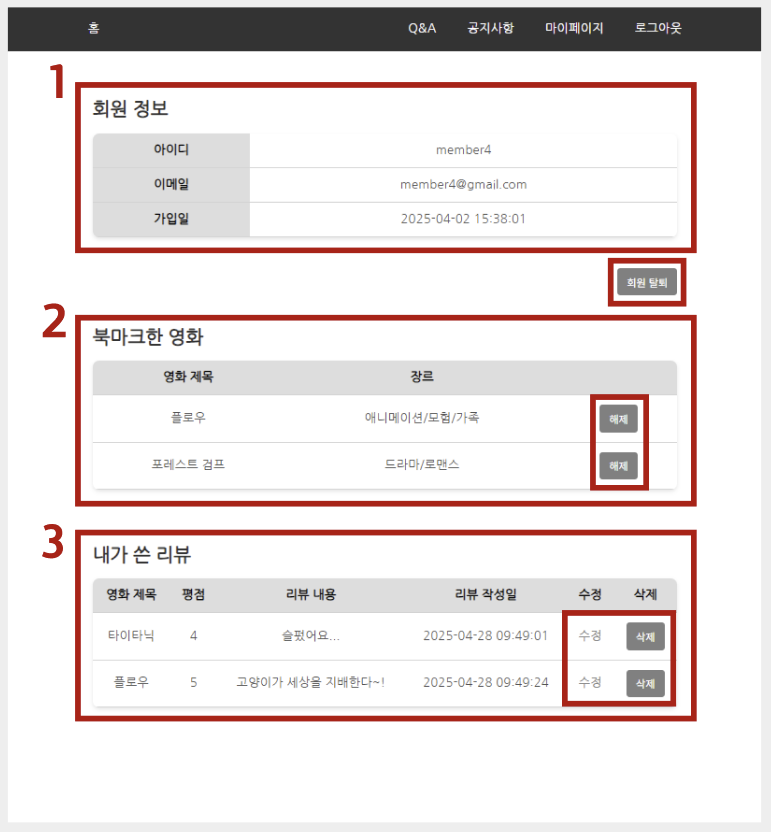 홈 Q&A 공지사항 마이페이지 로그아웃
1
회원 정보
아이디 member4
이메일 member4@gmail.com
가입일 2025-04-02 15:38:01
회원 탈퇴
2
북마크한 영화
영화 제목 장르
플로우 애니메이션/모험/가족 해제
포레스트 검프 드라마/로맨스 해제
3
내가 쓴 리뷰
영화 제목 평점 리뷰 내용 리뷰 작성일 수정 삭제
타이타닉 4 슬펐어요... 2025-04-28 09:49:01 수정 삭제
플로우 5 고양이가 세상을 지배한다~! 2025-04-28 09:49:24 수정 삭제